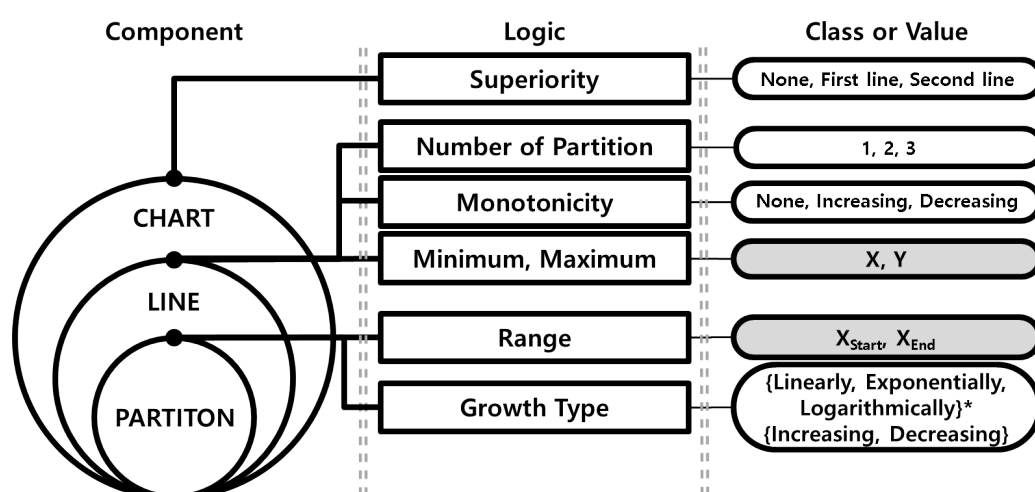 Component Logic Class or Value
Superiority None, First line, Second line
Number of Partition 1, 2, 3
CHART Monotonicity None, Increasing, Decreasing
Minimum, Maximum X, Y
LINE
Range XStart, XEnd
PARTITON Growth Type {Linearly, Exponentially,
Logarithmically}*
{Increasing, Decreasing}